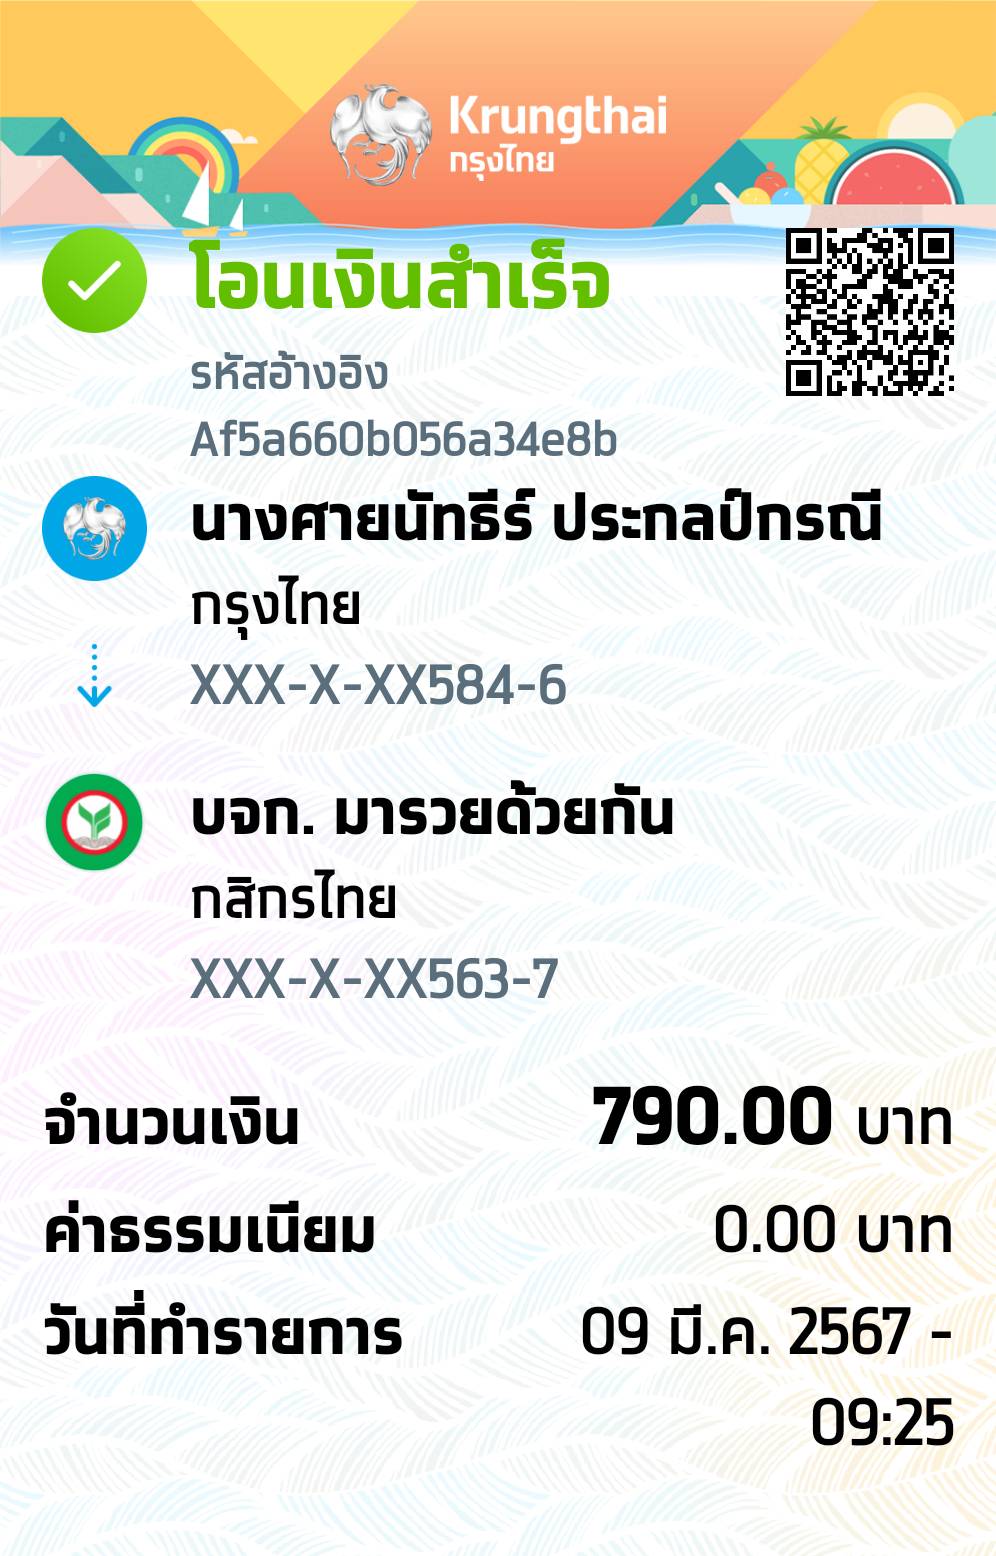 Krungthai
กรุงไทย
โอนเงินสำเร็จ
รหัสอ้างอิง
Af5a660b056a34e8b
นางศายนัทธีร์ ประกลป์กรณี
กรุงไทย
XXX-X-XX584-6
บจก. มารวยด้วยกัน
กสิกรไทย
XXX-X-XX563-7
จำนวนเงิน 790.00 บาท
ค่าธรรมเนียม 0.00 บาท
วันที่ทำรายการ 09 มี.ค. 2567 -
09:25